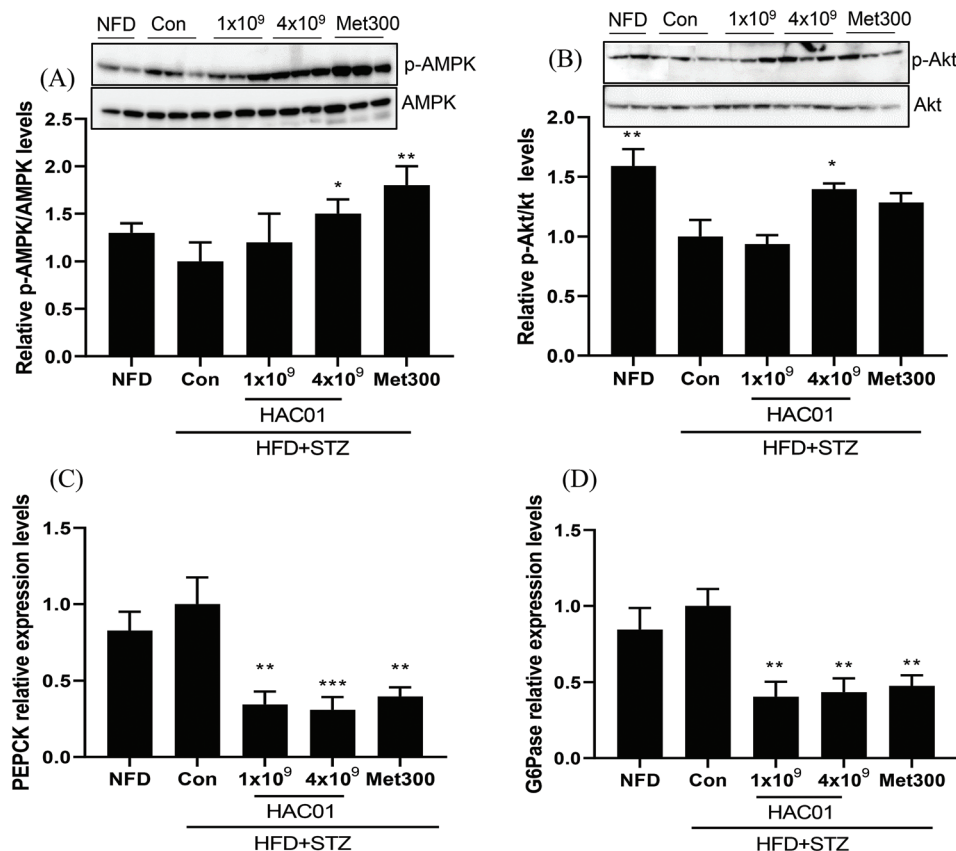 NFD Con 1x10⁹ 4x10⁹ Met300
(A)
p-AMPK
AMPK
Relative p-AMPK/AMPK levels
2.5
2.0
1.5
1.0
0.5
0.0
*
**
NFD Con 1x10⁹ 4x10⁹ Met300
HAC01
HFD+STZ
NFD Con 1x10⁹ 4x10⁹ Met300
(B)
p-Akt
Akt
Relative p-Akt/kt levels
2.0
1.5
1.0
0.5
0.0
**
*
NFD Con 1x10⁹ 4x10⁹ Met300
HAC01
HFD+STZ
(C)
PEPCK relative expression levels
1.5
1.0
0.5
0.0
** *** **
NFD Con 1x10⁹ 4x10⁹ Met300
HAC01
HFD+STZ
(D)
G6Pase relative expression levels
1.5
1.0
0.5
0.0
** ** **
NFD Con 1x10⁹ 4x10⁹ Met300
HAC01
HFD+STZ